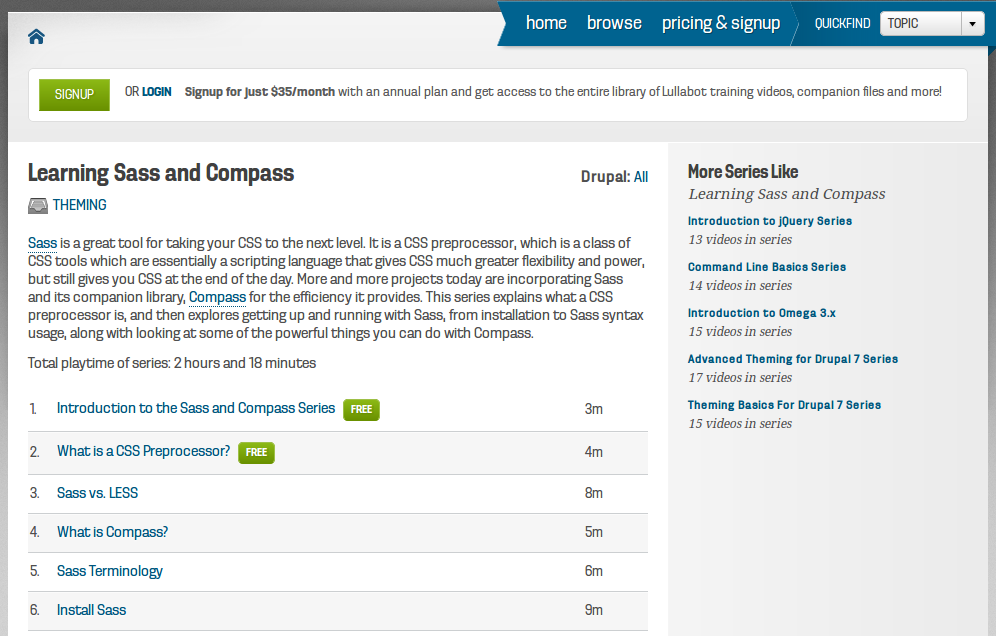 home browse pricing & signup QUICKFIND TOPIC
SIGNUP OR LOGIN Signup for just $35/month with an annual plan and get access to the entire library of Lullabot training videos, companion files and more!
Learning Sass and Compass
Drupal: All
THEMING
Sass is a great tool for taking your CSS to the next level. It is a CSS preprocessor, which is a class of
CSS tools which are essentially a scripting language that gives CSS much greater flexibility and power,
but still gives you CSS at the end of the day. More and more projects today are incorporating Sass
and its companion library, Compass for the efficiency it provides. This series explains what a CSS
preprocessor is, and then explores getting up and running with Sass, from installation to Sass syntax
usage, along with looking at some of the powerful things you can do with Compass.
Total playtime of series: 2 hours and 18 minutes
1. Introduction to the Sass and Compass Series FREE 3m
2. What is a CSS Preprocessor? FREE 4m
3. Sass vs. LESS 8m
4. What is Compass? 5m
5. Sass Terminology 6m
6. Install Sass 9m
More Series Like
Learning Sass and Compass
Introduction to jQuery Series
13 videos in series
Command Line Basics Series
14 videos in series
Introduction to Omega 3.x
15 videos in series
Advanced Theming for Drupal 7 Series
17 videos in series
Theming Basics For Drupal 7 Series
15 videos in series